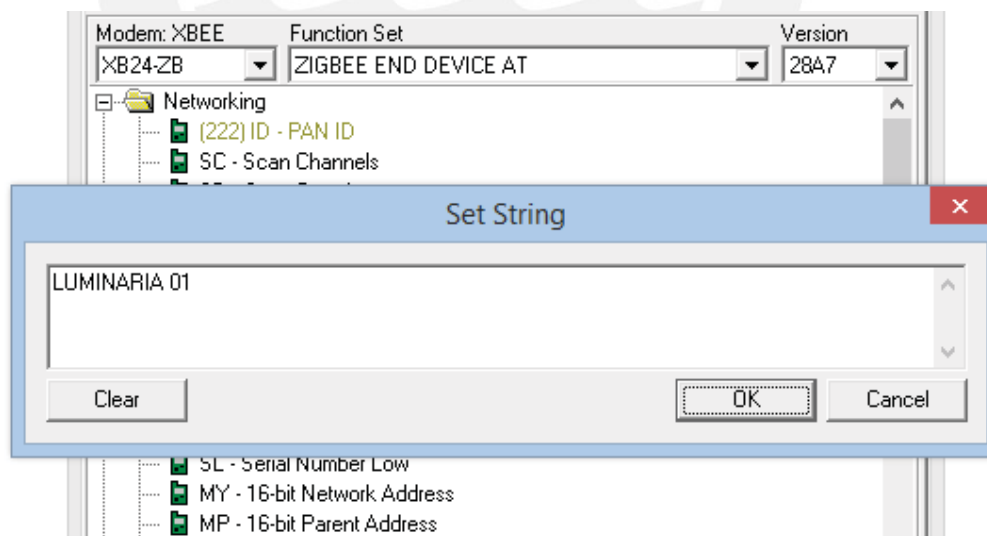 Modem: XBEE Function Set Version
XB24-ZB ZIGBEE END DEVICE AT 28A7
Networking
(222) ID - PAN ID
SC - Scan Channels
Set String
LUMINARIA 01
Clear OK Cancel
SL - Serial Number Low
MY - 16-bit Network Address
MP - 16-bit Parent Address